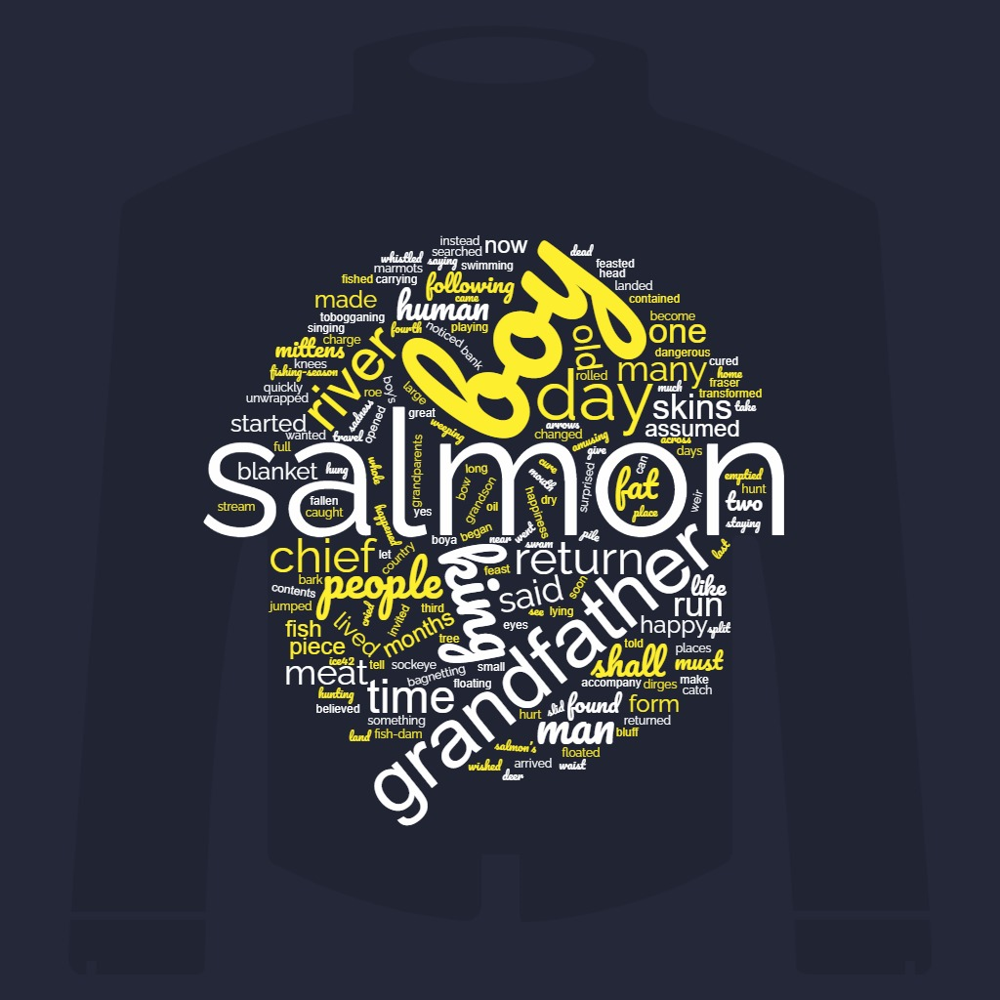 instead
now
searched
whistled
saying
swimming
dead
marmots
feasted
head
fished
carrying
following
landed
came
contained
made
human
boy
tobogganing
singing
fourth
playing
noticed bank
become
one
charge
mittens
river
old
dangerous
knees
cured
fishing-season
rolled
many
home
fraser
quickly
unwrapped
roe
boy's
large
day
much
transformed
skins
take
sadness
opened
great
started
wanted
travel
weeping
arrows
changed
assumed
amusing
across
full
give
days
salmon
blanket
hung
whole
grandparents
long
cure
mouth
surprised
can
fat
emptied
hunt
bow
grandson
fallen
caught
stream
yes
oil
happiness
dry
place
weir
two
happened
staying
boya
began
near
went
swam
pile
last
chief
let
country
king
return
bark
people
feast
contents
said
soon
grandfather
like
run
jumped
cried
invited
third
see
lying
fish
lived
months
eyes
happy
split
piece
tree
told
places
ice42
tell
sockeye
small
shall
must
meat
bagnetting
floating
accompany
dirges
make
catch
hunting
time
believed
slid
found
form
something
hurt
returned
land
fish-dam
man
bluff
salmon's
floated
wished
arrived
waist
deer